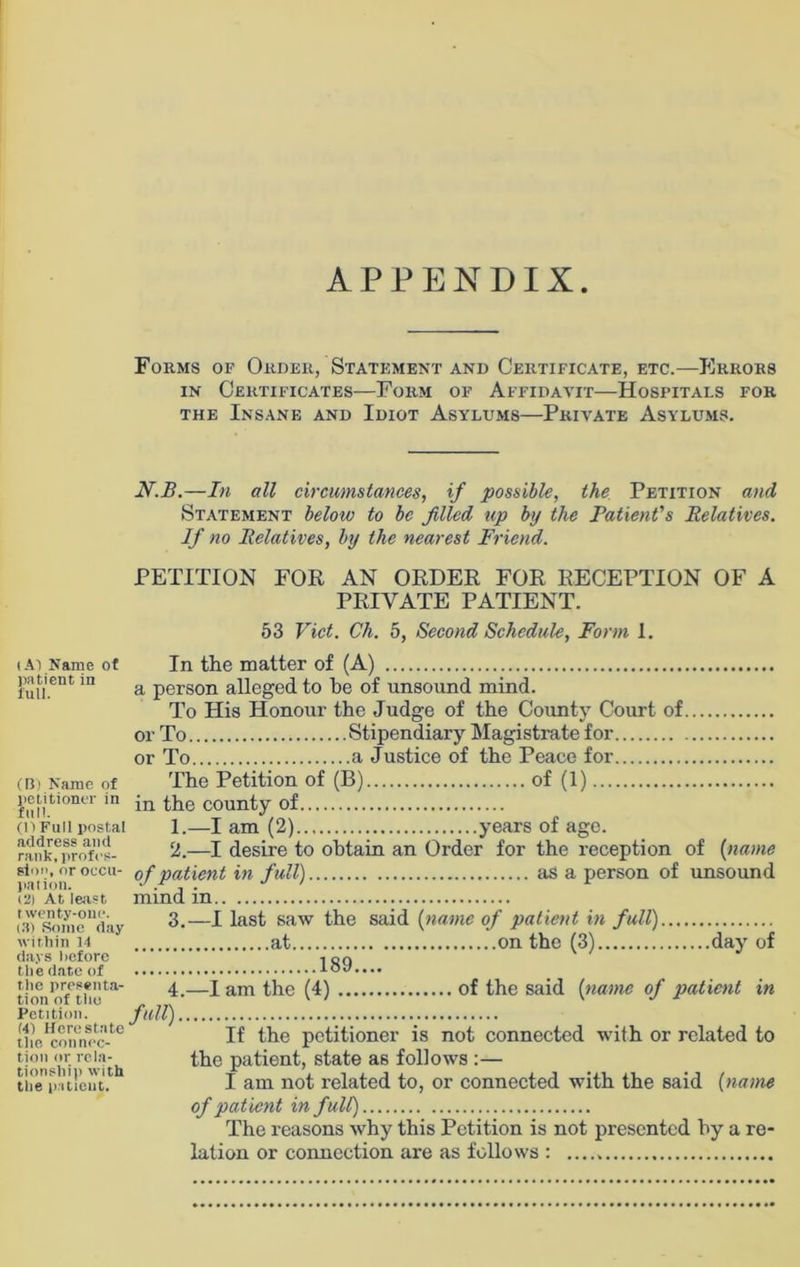 APPENDIX.
FORMS OF ORDER, STATEMENT AND CERTIFICATE, ETC.—ERRORS
IN CERTIFICATES—FORM OF AFFIDAVIT—HOSPITALS FOR
THE INSANE AND IDIOT ASYLUMS—PRIVATE ASYLUMS.
N.B.—In all circumstances, if possible, the PETITION and
STATEMENT below to be filled up by the Patient's Relatives.
If no Relatives, by the nearest Friend.
PETITION FOR AN ORDER FOR RECEPTION OF A
PRIVATE PATIENT.
53 Vict. Ch. 5, Second Schedule, Form 1.
(A) Name of
patient in
full.
In the matter of (A) ..........
a person alleged to be of unsound mind.
To His Honour the Judge of the County Court of..........
or To..........Stipendiary Magistrate for..........
or To..........a Justice of the Peace for..........
(B) Name of
petitioner in
full.
(1) Full postal
address and
rank, profes-
sion, or occu-
pation.
(2) At least
twenty-one.
(3) Some day
within 14
days before
the date of
the presenta-
tion of the
Petition.
(4) Here state
the connec-
tion or rela-
tionship with
the patient.
The Petition of (B)..........of (1)..........
in the county of..........
1.—I am (2)..........years of age.
2.—I desire to obtain an Order for the reception of (name
of patient in full)..........as a person of unsound
mind in..........
3.—I last saw the said (name of patient in full)..........
..........at..........on the (3)..........day of
..........189....
4.—I am the (4)..........of the said (name of patient in
full)..........
If the petitioner is not connected with or related to
the patient, state as follows :—
I am not related to, or connected with the said (name
of patient in full)..........
The reasons why this Petition is not presented by a re-
lation or connection are as follows : ..........
..........
..........